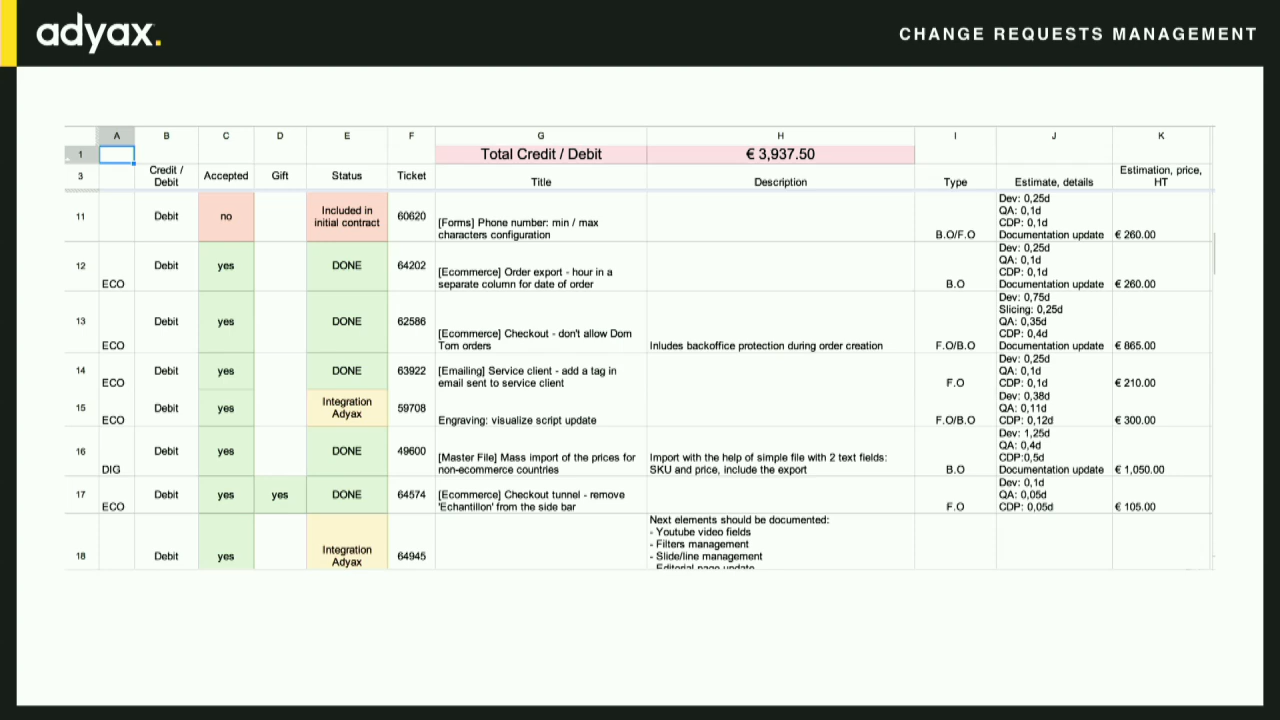 adyax.
CHANGE REQUESTS MANAGEMENT
A B C D E F G H I J K
1 Total Credit / Debit € 3,937.50
3 Credit / Debit Accepted Gift Status Ticket Title Description Type Estimate, details Estimation, price, HT
11 Debit no Included in initial contract 60620 [Forms] Phone number: min / max characters configuration B.O/F.O Dev: 0,25d QA: 0,1d CDP: 0,1d Documentation update € 260.00
12 ECO Debit yes DONE 64202 [Ecommerce] Order export - hour in a separate column for date of order B.O Dev: 0,25d QA: 0,1d CDP: 0,1d Documentation update € 260.00
13 ECO Debit yes DONE 62586 [Ecommerce] Checkout - don't allow Dom Tom orders Inludes backoffice protection during order creation F.O/B.O Dev: 0,75d Slicing: 0,25d QA: 0,35d CDP: 0,4d Documentation update € 865.00
14 ECO Debit yes DONE 63922 [Emailing] Service client - add a tag in email sent to service client F.O Dev: 0,25d QA: 0,1d CDP: 0,1d € 210.00
15 ECO Debit yes Integration Adyax 59708 Engraving: visualize script update F.O/B.O Dev: 0,38d QA: 0,11d CDP: 0,12d € 300.00
16 DIG Debit yes DONE 49600 [Master File] Mass import of the prices for non-ecommerce countries Import with the help of simple file with 2 text fields: SKU and price, include the export B.O Dev: 1,25d QA: 0,4d CDP:0,5d Documentation update € 1,050.00
17 ECO Debit yes yes DONE 64574 [Ecommerce] Checkout tunnel - remove 'Echantillon' from the side bar F.O Dev: 0,1d QA: 0,05d CDP: 0,05d € 105.00
18 Debit yes Integration Adyax 64945 Next elements should be documented:
- Youtube video fields
- Filters management
- Slide/line management
- Editorial page update